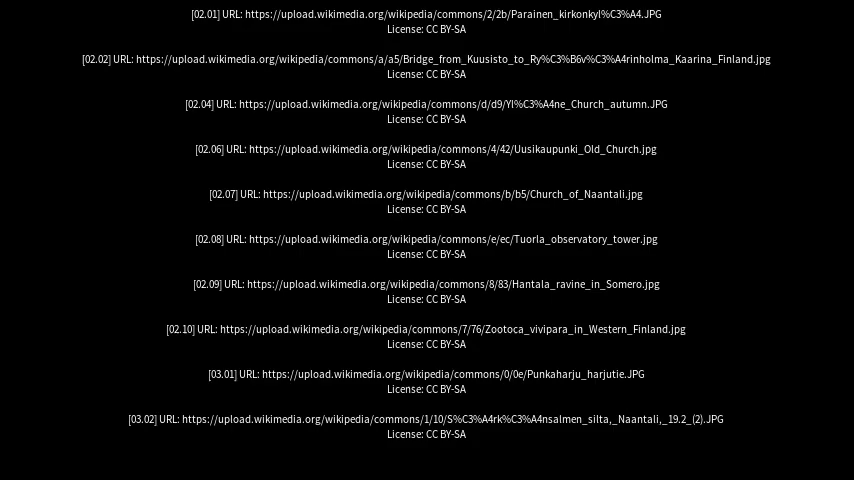 [02.01] URL: https://upload.wikimedia.org/wikipedia/commons/2/2b/Parainen_kirkonkyl%C3%A4.JPG
License: CC BY-SA
[02.02] URL: https://upload.wikimedia.org/wikipedia/commons/a/a5/Bridge_from_Kuusisto_to_Ry%C3%B6v%C3%A4rinholma_Kaarina_Finland.jpg
License: CC BY-SA
[02.04] URL: https://upload.wikimedia.org/wikipedia/commons/d/d9/Yl%C3%A4ne_Church_autumn.JPG
License: CC BY-SA
[02.06] URL: https://upload.wikimedia.org/wikipedia/commons/4/42/Uusikaupunki_Old_Church.jpg
License: CC BY-SA
[02.07] URL: https://upload.wikimedia.org/wikipedia/commons/b/b5/Church_of_Naantali.jpg
License: CC BY-SA
[02.08] URL: https://upload.wikimedia.org/wikipedia/commons/e/ec/Tuorla_observatory_tower.jpg
License: CC BY-SA
[02.09] URL: https://upload.wikimedia.org/wikipedia/commons/8/83/Hantala_ravine_in_Somero.jpg
License: CC BY-SA
[02.10] URL: https://upload.wikimedia.org/wikipedia/commons/7/76/Zootoca_vivipara_in_Western_Finland.jpg
License: CC BY-SA
[03.01] URL: https://upload.wikimedia.org/wikipedia/commons/0/0e/Punkaharju_harjutie.JPG
License: CC BY-SA
[03.02] URL: https://upload.wikimedia.org/wikipedia/commons/1/10/S%C3%A4rk%C3%A4nsalmen_silta,_Naantali,_19.2_(2).JPG
License: CC BY-SA